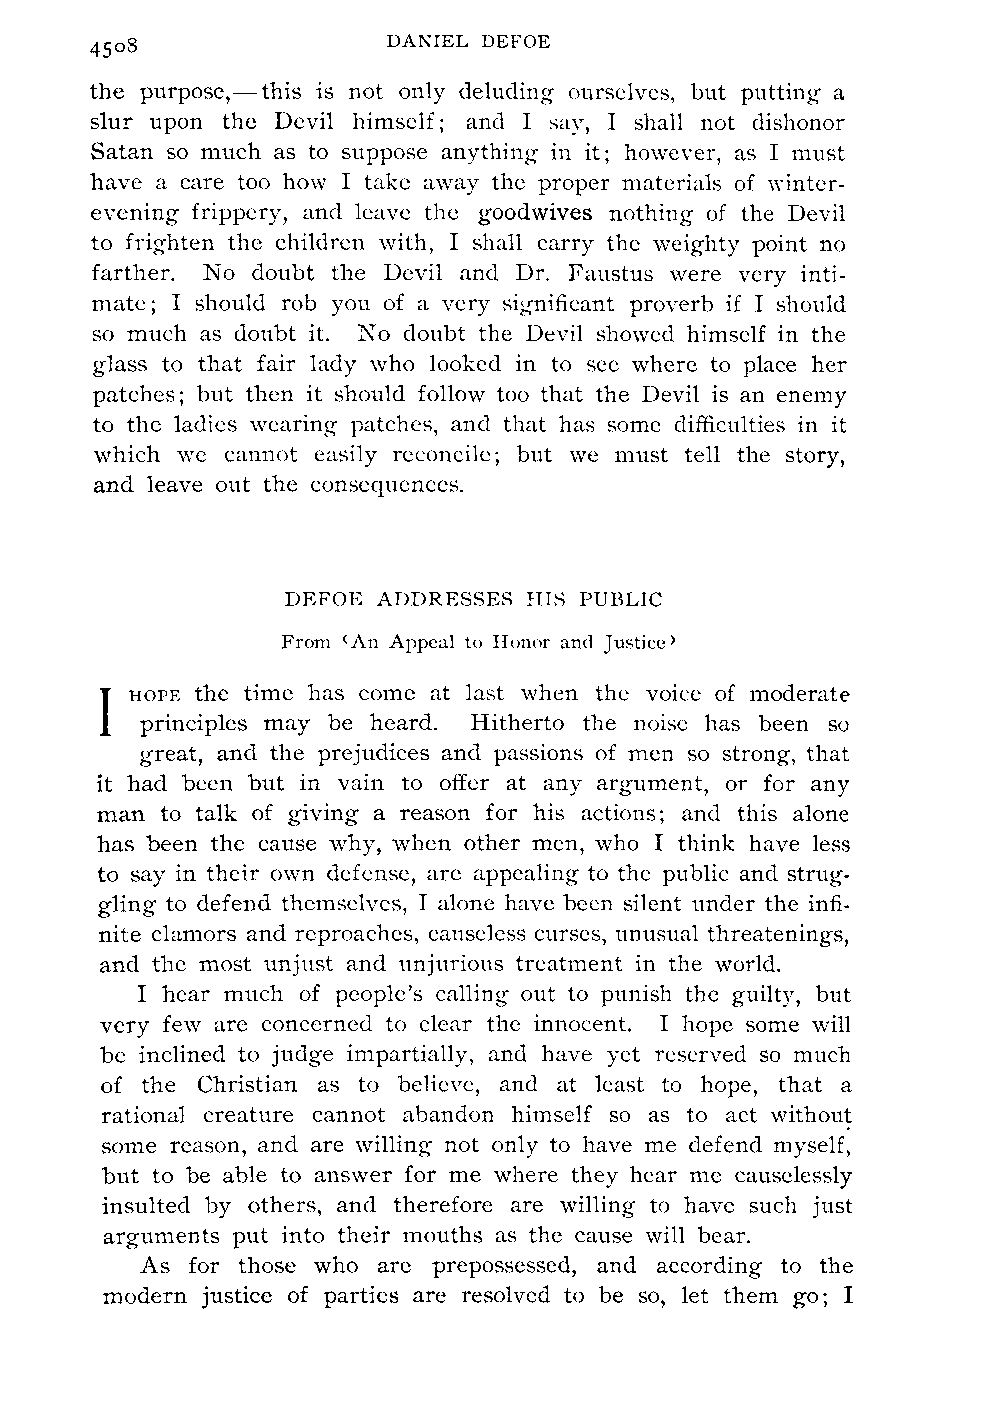 4508
DANIEL DEFOE
the purpose,—this is not only deluding ourselves, but putting a
slur upon the Devil himself; and I say, I shall not dishonor
Satan so much as to suppose anything in it; however, as I must
have a care too how I take away the proper materials of winter-
evening frippery, and leave the goodwives nothing of the Devil
to frighten the children with, I shall carry the weighty point no
farther. No doubt the Devil and Dr. Faustus were very inti-
mate; I should rob you of a very significant proverb if I should
so much as doubt it. No doubt the Devil showed himself in the
glass to that fair lady who looked in to see where to place her
patches; but then it should follow too that the Devil is an enemy
to the ladies wearing patches, and that has some difficulties in it
which we cannot easily reconcile; but we must tell the story,
and leave out the consequences.
DEFOE ADDRESSES HIS PUBLIC
From ‹An Appeal to Honor and Justice›
I HOPE the time has come at last when the voice of moderate
principles may be heard. Hitherto the noise has been so
great, and the prejudices and passions of men so strong, that
it had been but in vain to offer at any argument, or for any
man to talk of giving a reason for his actions; and this alone
has been the cause why, when other men, who I think have less
to say in their own defense, are appealing to the public and strug-
gling to defend themselves, I alone have been silent under the infi-
nite clamors and reproaches, causeless curses, unusual threatenings,
and the most unjust and unjurious treatment in the world.
I hear much of people's calling out to punish the guilty, but
very few are concerned to clear the innocent. I hope some will
be inclined to judge impartially, and have yet reserved so much
of the Christian as to believe, and at least to hope, that a
rational creature cannot abandon himself so as to act without
some reason, and are willing not only to have me defend myself,
but to be able to answer for me where they hear me causelessly
insulted by others, and therefore are willing to have such just
arguments put into their mouths as the cause will bear.
As for those who are prepossessed, and according to the
modern justice of parties are resolved to be so, let them go; I